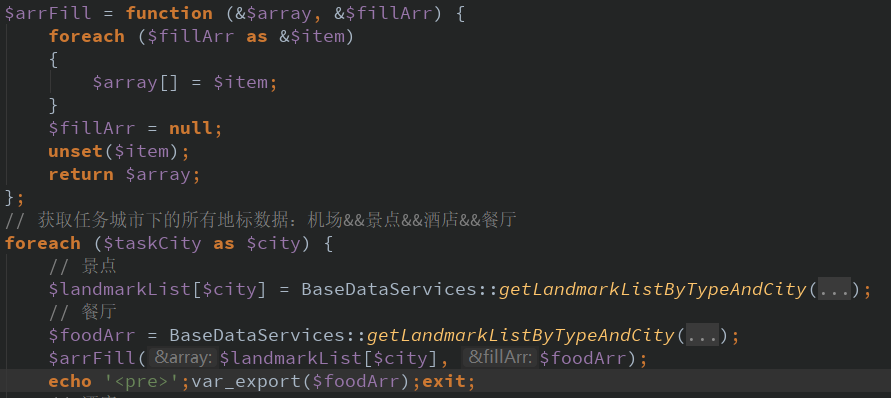 $arrFill = function (&$array, &$fillArr) {
    foreach ($fillArr as &$item)
    {
        $array[] = $item;
    }
    $fillArr = null;
    unset($item);
    return $array;
};
// 获取任务城市下的所有地标数据: 机场&&景点&&酒店&&餐厅
foreach ($taskCity as $city) {
    // 景点
    $landmarkList[$city] = BaseDataServices::getLandmarkListByTypeAndCity(...);
    // 餐厅
    $foodArr = BaseDataServices::getLandmarkListByTypeAndCity(...);
    $arrFill( &array: $landmarkList[$city], &fillArr: $foodArr);
    echo '<pre>';var_export($foodArr);exit;